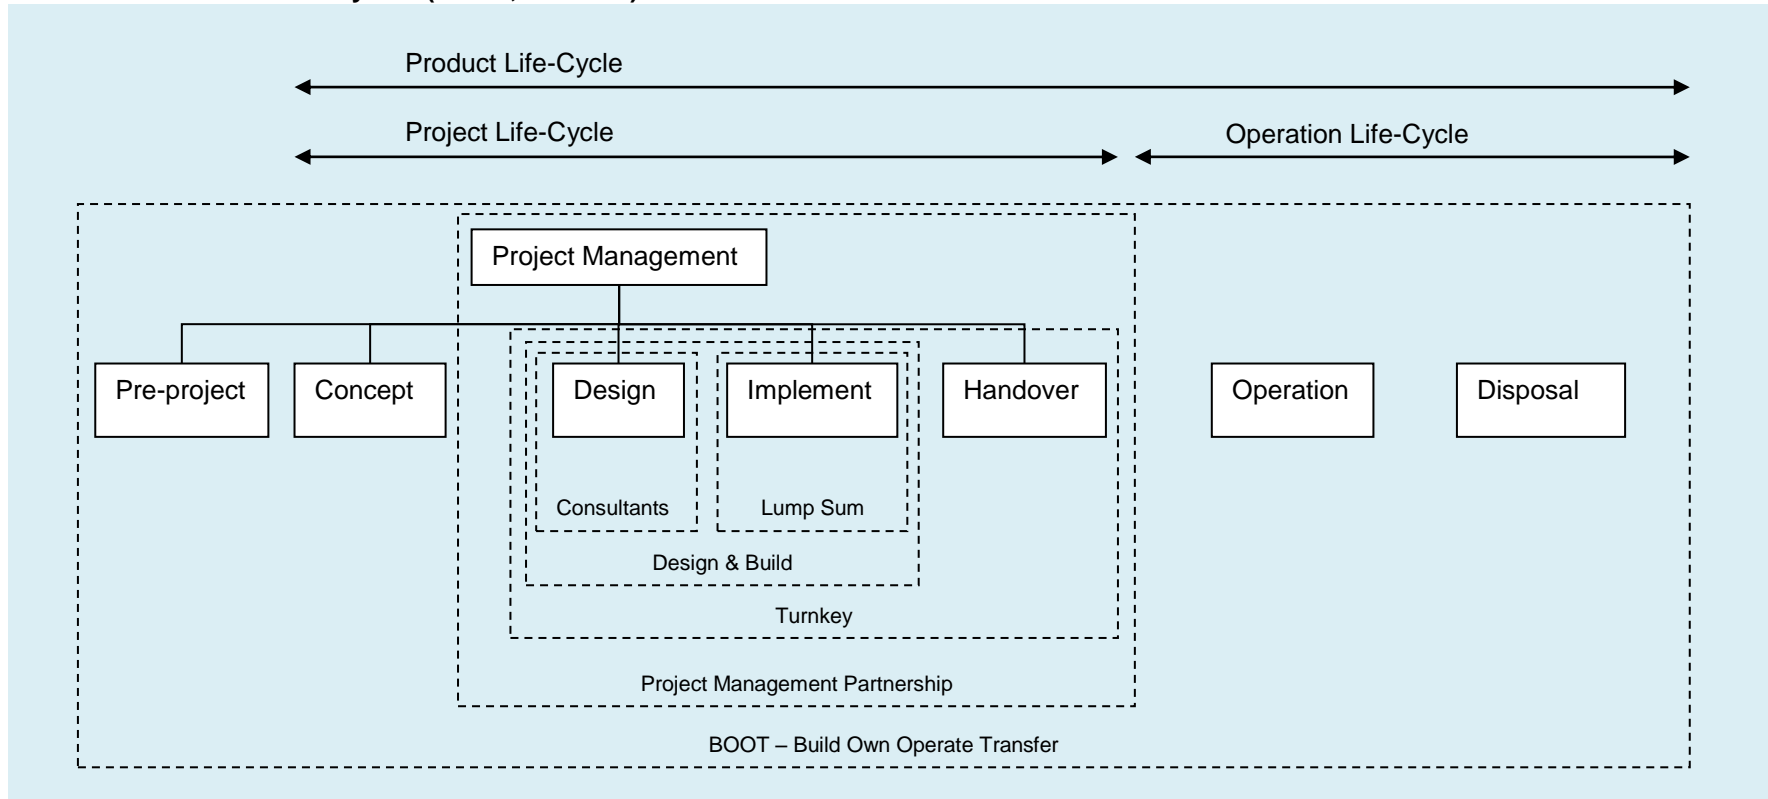 Product Life-Cycle
Project Life-Cycle
Operation Life-Cycle
Project Management
Pre-project
Concept
Design
Implement
Handover
Operation
Disposal
Consultants
Lump Sum
Design & Build
Turnkey
Project Management Partnership
BOOT – Build Own Operate Transfer